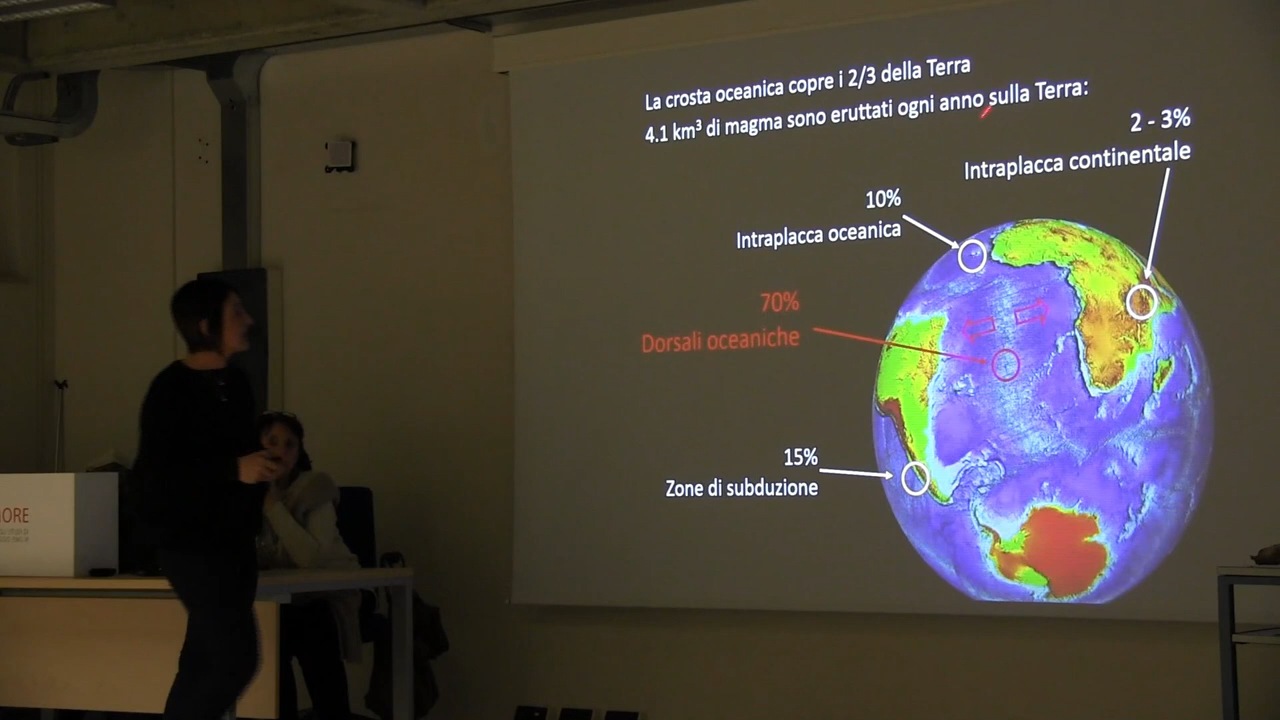 La crosta oceanica copre i 2/3 della Terra
4.1 km³ di magma sono eruttati ogni anno sulla Terra:
2 - 3%
Intraplacca continentale
10%
Intraplacca oceanica
70%
Dorsali oceaniche
15%
Zone di subduzione
ORE